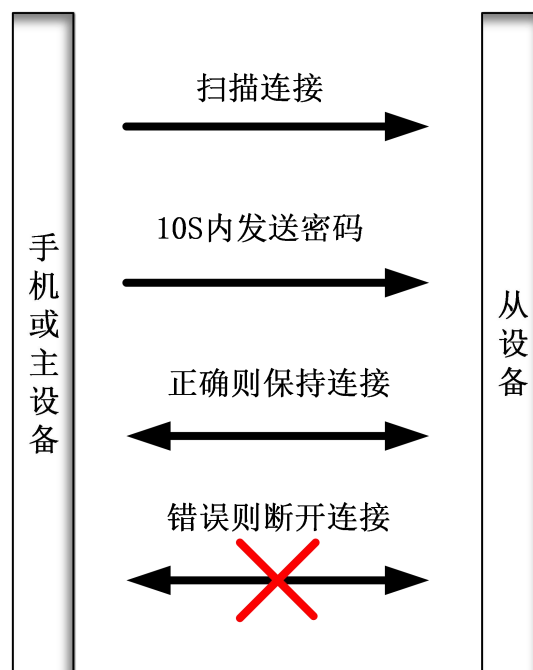 扫描连接
10S内发送密码
手机或主设备
从设备
正确则保持连接
错误则断开连接